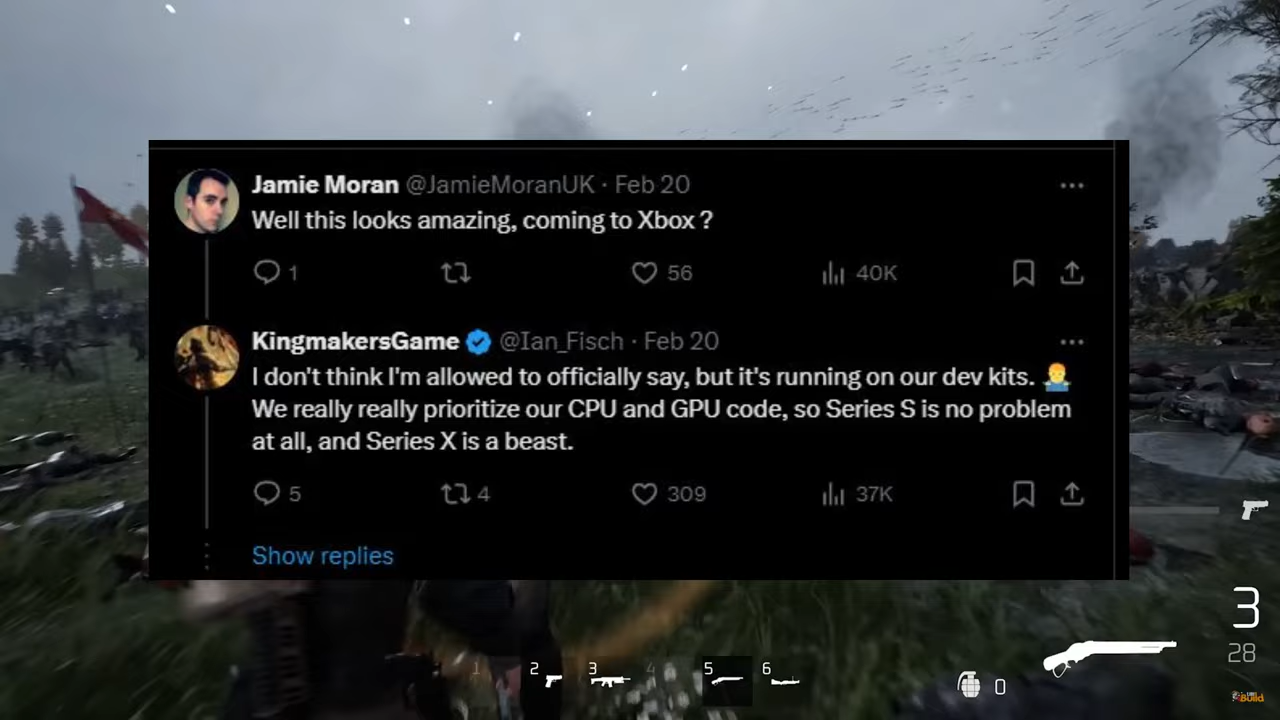 Jamie Moran @JamieMoranUK · Feb 20
Well this looks amazing, coming to Xbox ?
1 56 40K
KingmakersGame @Ian_Fisch · Feb 20
I don't think I'm allowed to officially say, but it's running on our dev kits. 🤷‍♂️
We really really prioritize our CPU and GPU code, so Series S is no problem
at all, and Series X is a beast.
5 4 309 37K
Show replies
3
28
1 2 3 4 5 6
0
Build